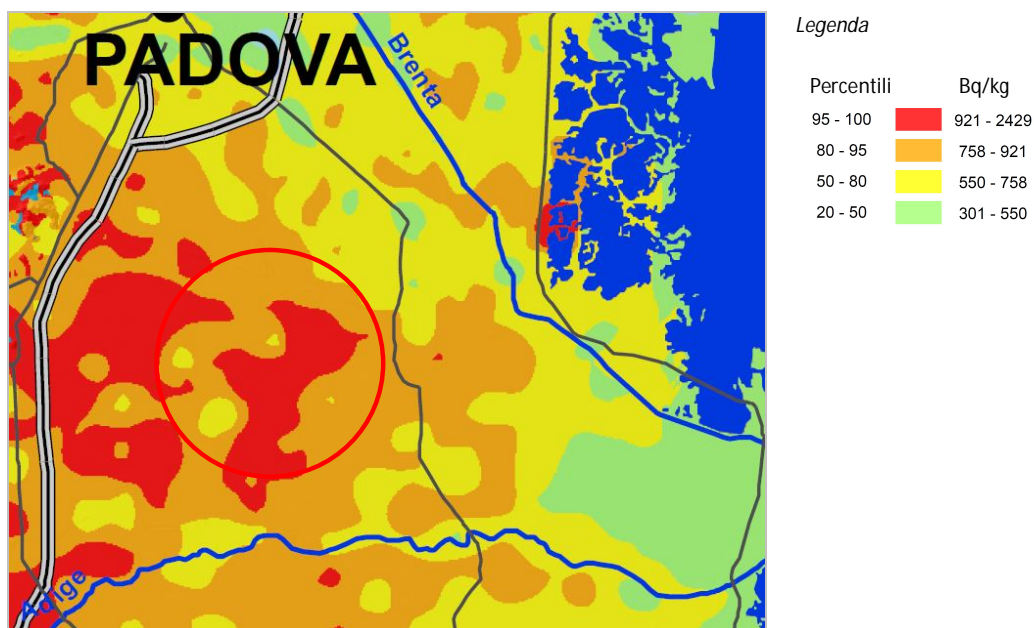 PADOVA
Brenta
Adige
Legenda
Percentili Bq/kg
95 - 100 921 - 2429
80 - 95 758 - 921
50 - 80 550 - 758
20 - 50 301 - 550